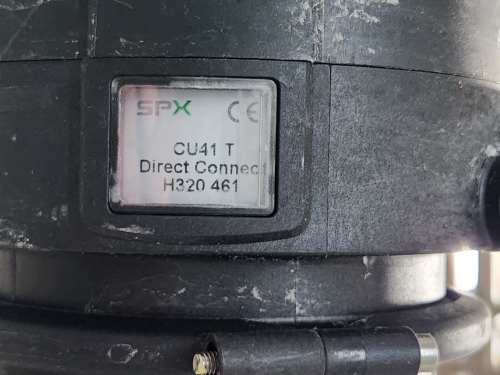 SPX CE
CU41 T
Direct Connect
H320 461